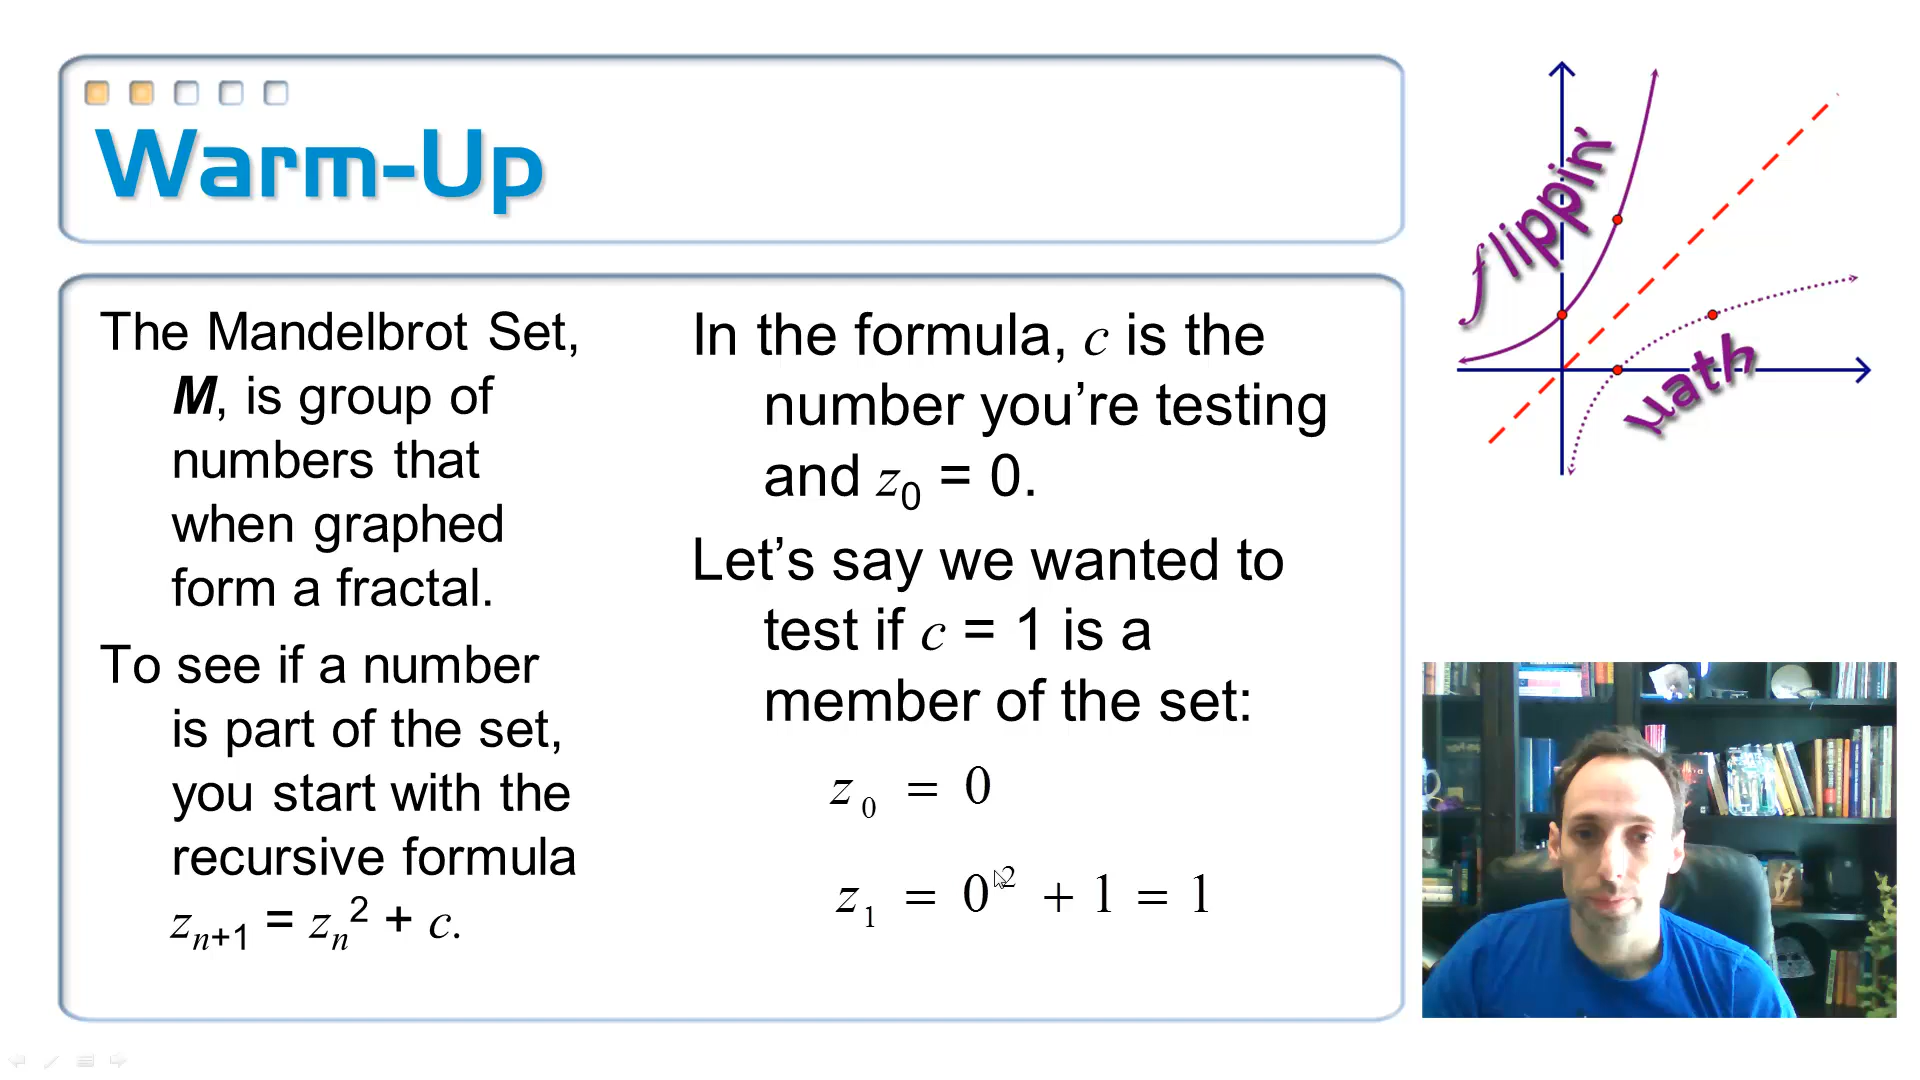 Warm-Up
The Mandelbrot Set,
M, is group of
numbers that
when graphed
form a fractal.
To see if a number
is part of the set,
you start with the
recursive formula
zₙ₊₁ = zₙ² + c.
In the formula, c is the
number you’re testing
and z₀ = 0.
Let’s say we wanted to
test if c = 1 is a
member of the set:
z₀ = 0
z₁ = 0² + 1 = 1
flippin'
μath